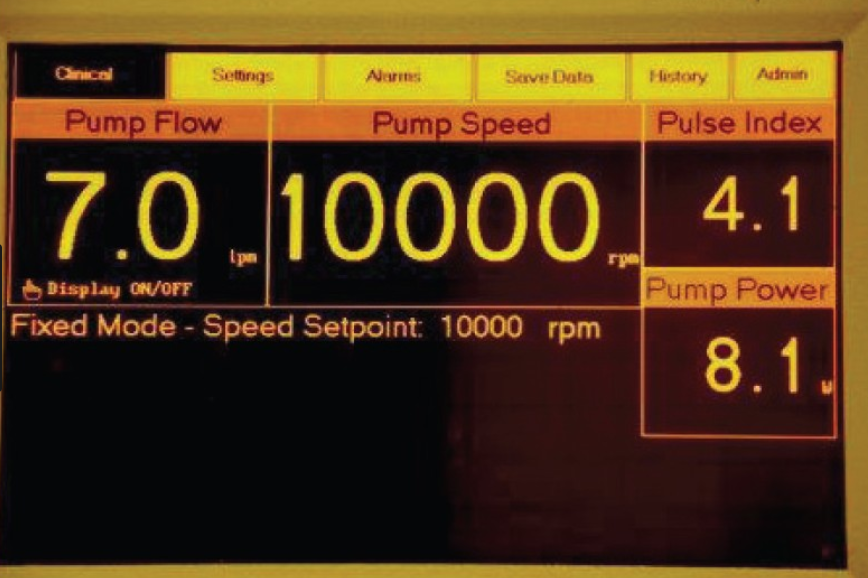 Clinical Settings Alarms Save Data History Admin
Pump Flow Pump Speed Pulse Index
7.0 lpm 10000 rpm 4.1
Display ON/OFF
Pump Power
Fixed Mode - Speed Setpoint: 10000 rpm
8.1 W